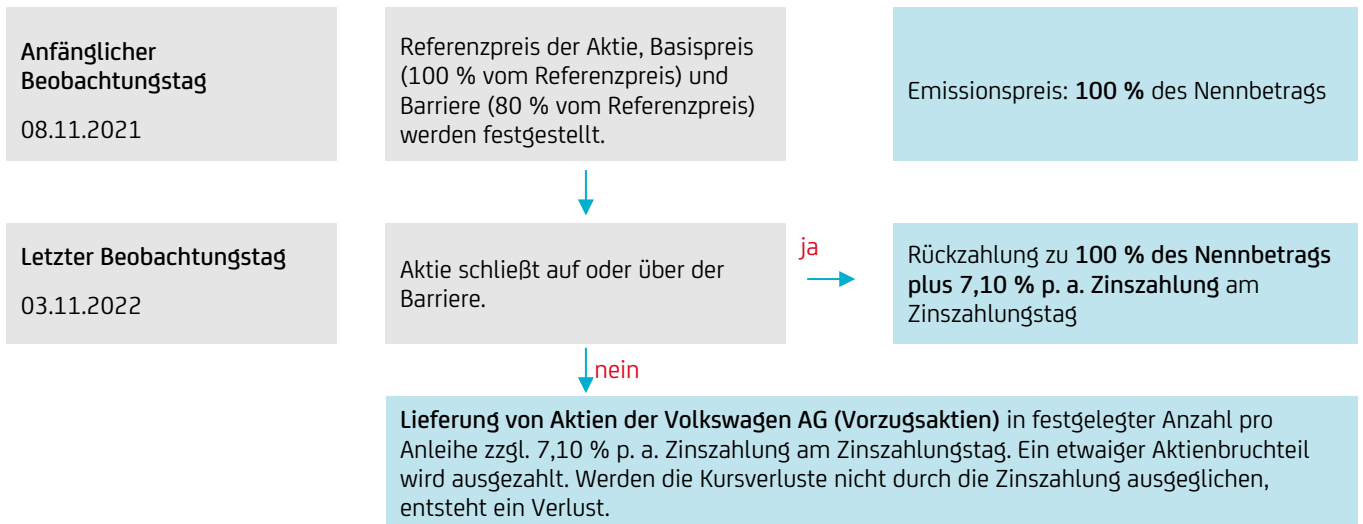 Anfänglicher
Beobachtungstag
08.11.2021
Referenzpreis der Aktie, Basispreis
(100 % vom Referenzpreis) und
Barriere (80 % vom Referenzpreis)
werden festgestellt.
Emissionspreis: 100 % des Nennbetrags
Letzter Beobachtungstag
03.11.2022
Aktie schließt auf oder über der
Barriere.
ja
Rückzahlung zu 100 % des Nennbetrags
plus 7,10 % p. a. Zinszahlung am
Zinszahlungstag
nein
Lieferung von Aktien der Volkswagen AG (Vorzugsaktien) in festgelegter Anzahl pro
Anleihe zzgl. 7,10 % p. a. Zinszahlung am Zinszahlungstag. Ein etwaiger Aktienbruchteil
wird ausgezahlt. Werden die Kursverluste nicht durch die Zinszahlung ausgeglichen,
entsteht ein Verlust.